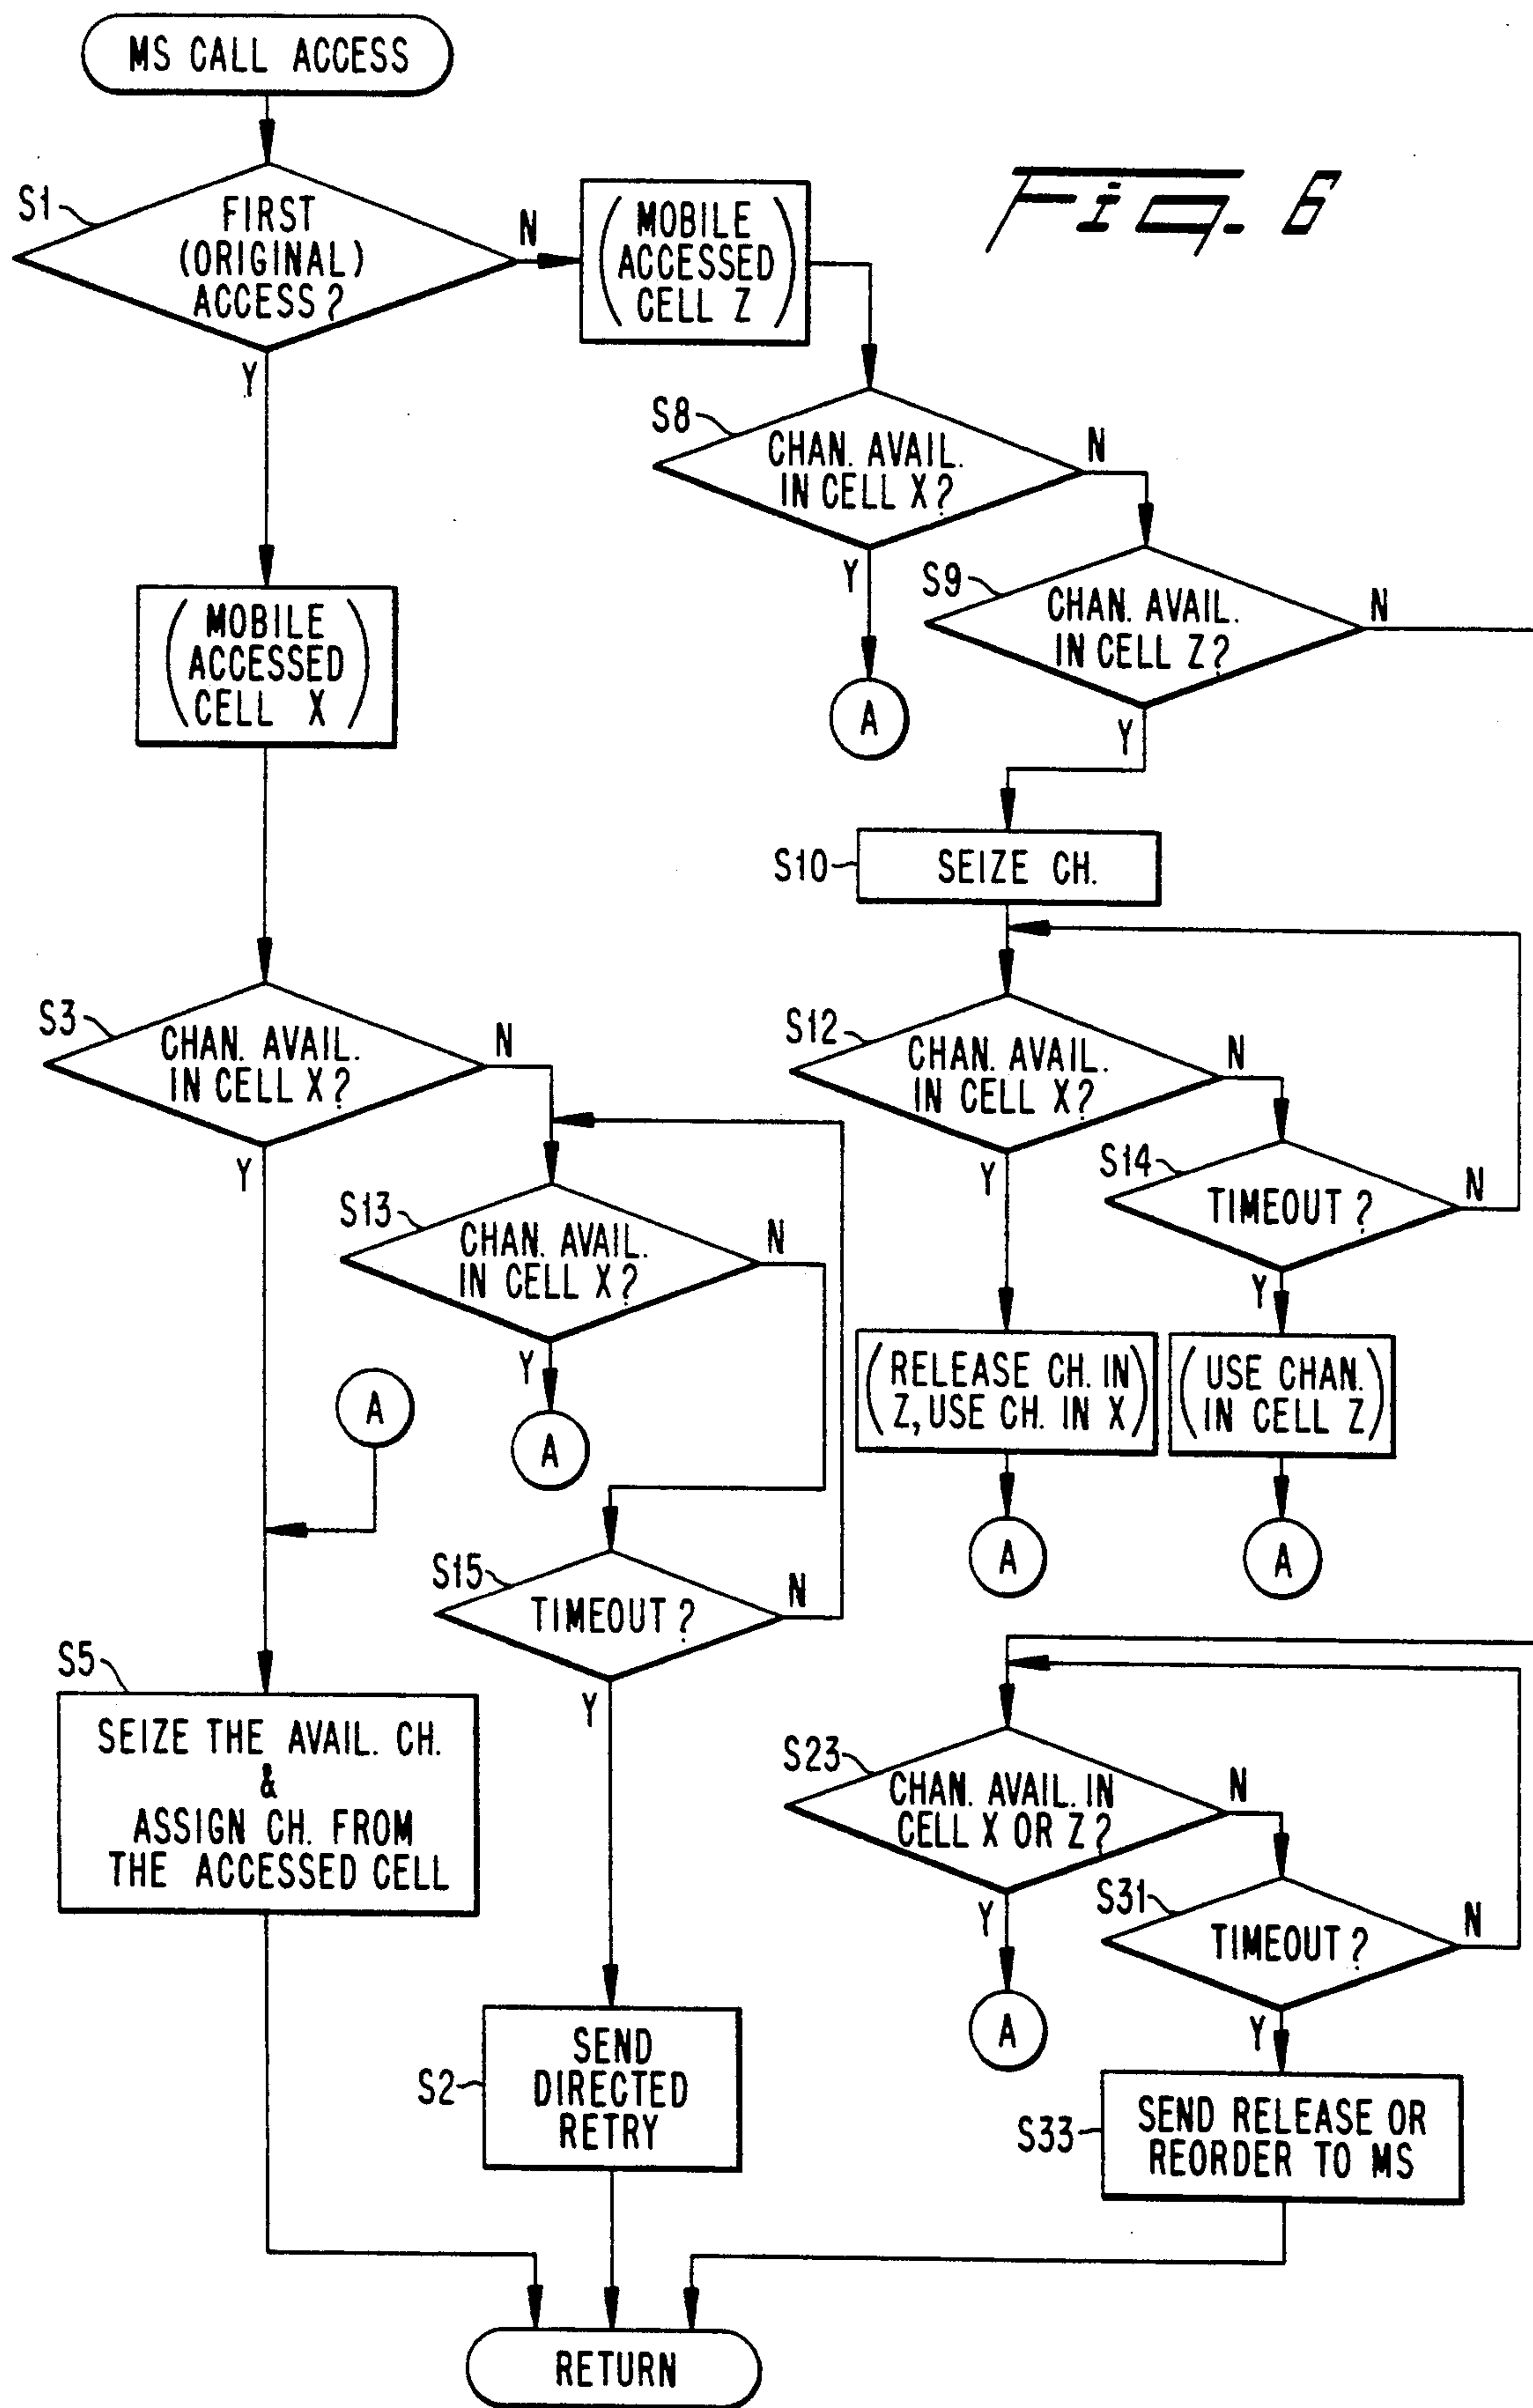 MS CALL ACCESS
Fig. 6
S1
FIRST
(ORIGINAL)
ACCESS?
N
Y
(MOBILE
ACCESSED
CELL Z)
S8
CHAN. AVAIL.
IN CELL X?
N
Y
A
S9
CHAN. AVAIL.
IN CELL Z?
N
Y
(MOBILE
ACCESSED
CELL X)
S10
SEIZE CH.
S3
CHAN. AVAIL.
IN CELL X?
N
Y
S12
CHAN. AVAIL.
IN CELL X?
N
Y
S14
TIMEOUT?
N
Y
S13
CHAN. AVAIL.
IN CELL X?
N
Y
A
A
(RELEASE CH. IN
Z, USE CH. IN X)
A
(USE CHAN.
IN CELL Z)
A
S15
TIMEOUT?
N
Y
S5
SEIZE THE AVAIL. CH.
&
ASSIGN CH. FROM
THE ACCESSED CELL
S23
CHAN. AVAIL. IN
CELL X OR Z?
N
Y
A
S31
TIMEOUT?
N
Y
S2
SEND
DIRECTED
RETRY
S33
SEND RELEASE OR
REORDER TO MS
RETURN